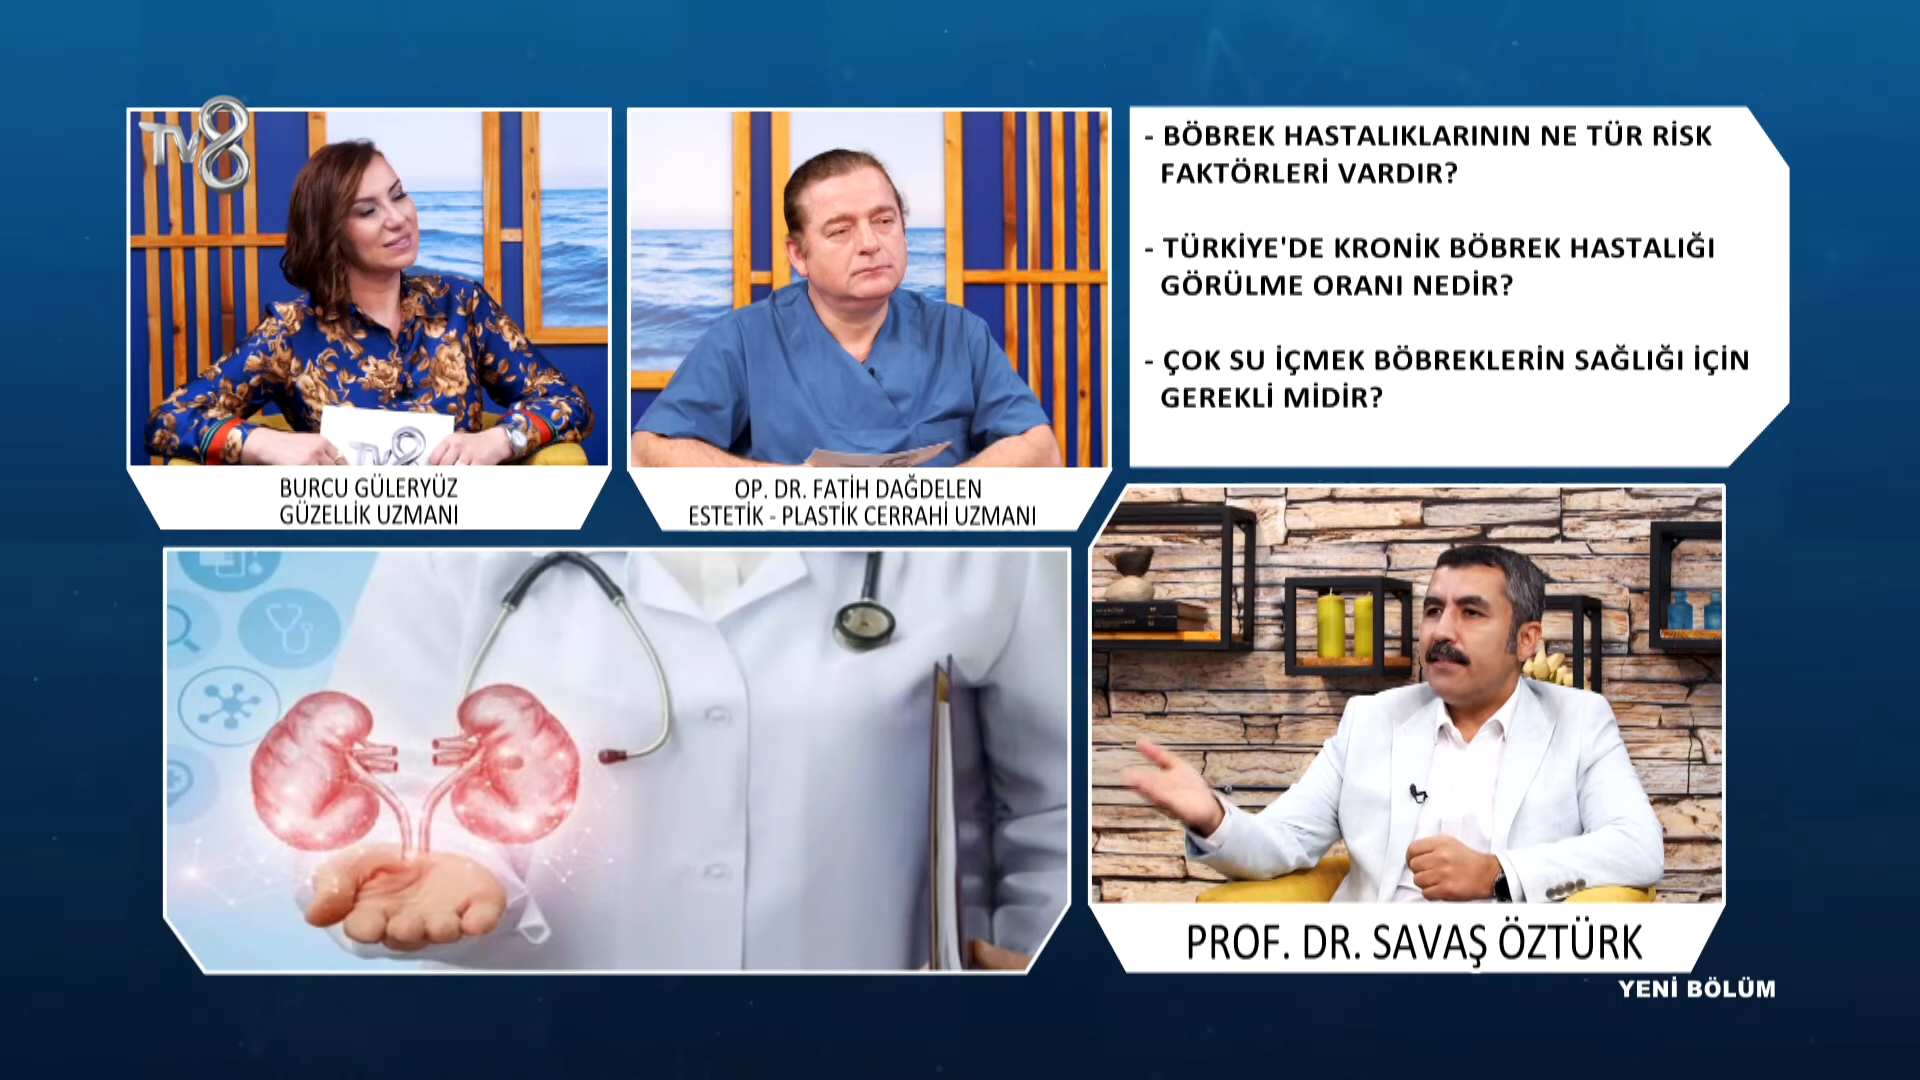 TV8
- BÖBREK HASTALIKLARININ NE TÜR RİSK
FAKTÖRLERİ VARDIR?
- TÜRKİYE'DE KRONİK BÖBREK HASTALIĞI
GÖRÜLME ORANI NEDİR?
- ÇOK SU İÇMEK BÖBREKLERİN SAĞLIĞI İÇİN
GEREKLİ MİDİR?
TV8
BURCU GÜLERYÜZ
GÜZELLİK UZMANI
OP. DR. FATİH DAĞDELEN
ESTETİK - PLASTİK CERRAHİ UZMANI
PROF. DR. SAVAŞ ÖZTÜRK
YENİ BÖLÜM